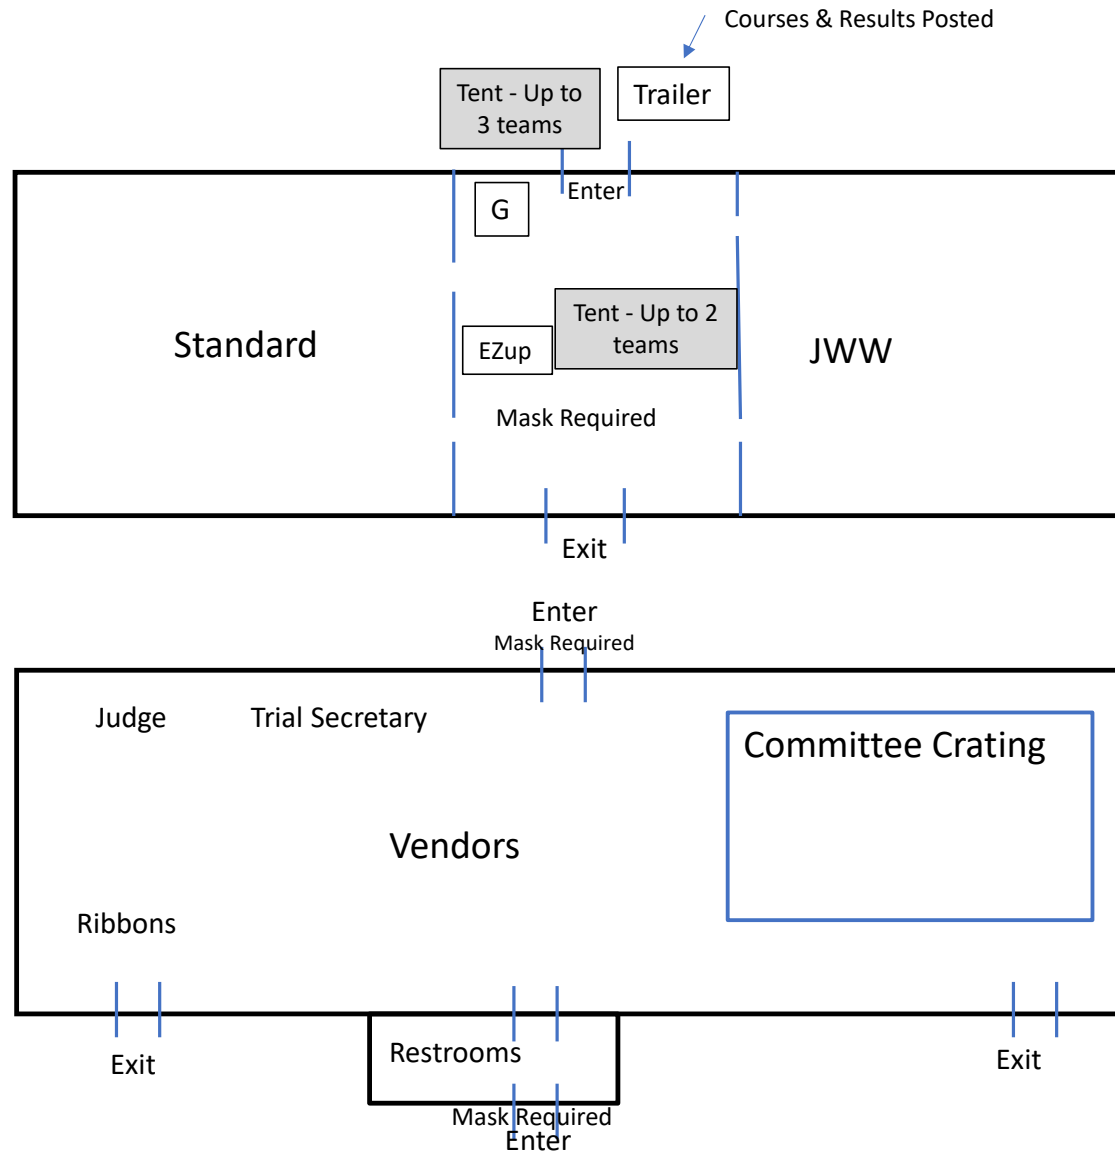 Courses & Results Posted
Tent - Up to
3 teams
Trailer
Enter
G
Standard
EZup
Tent - Up to 2
teams
JWW
Mask Required
Exit
Enter
Mask Required
Judge
Trial Secretary
Committee Crating
Vendors
Ribbons
Exit
Restrooms
Exit
Mask Required
Enter